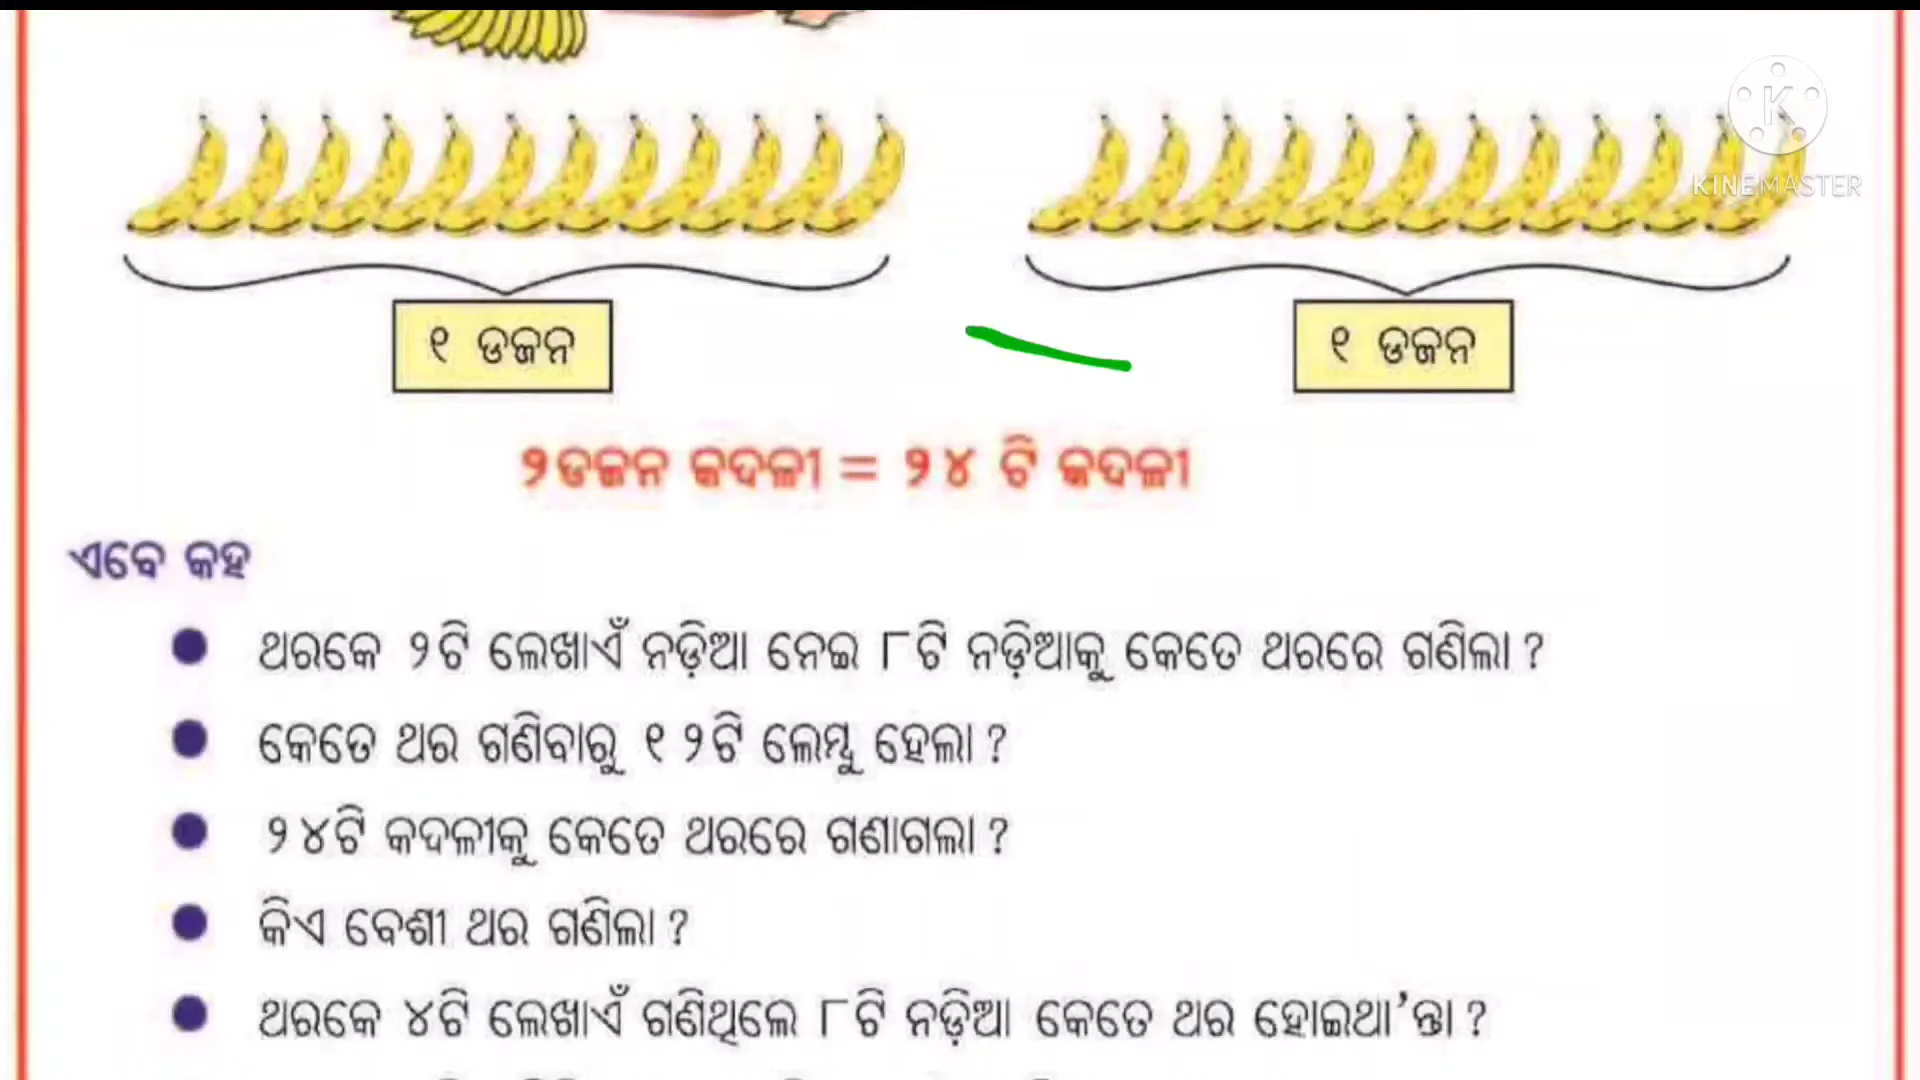 KINEMASTER
୧ ଡଜନ
୧ ଡଜନ
୨ଡଜନ କଦଳୀ = ୨୪ ଟି କଦଳୀ
ଏବେ କହ
ଥରକେ ୨ଟି ଲେଖାଏଁ ନଡ଼ିଆ ନେଇ ୮ଟି ନଡ଼ିଆକୁ କେତେ ଥରରେ ଗଣିଲା ?
କେତେ ଥର ଗଣିବାରୁ ୧୨ଟି ଲେମ୍ବୁ ହେଲା ?
୨୪ଟି କଦଳୀକୁ କେତେ ଥରରେ ଗଣାଗଲା ?
କିଏ ବେଶୀ ଥର ଗଣିଲା ?
ଥରକେ ୪ଟି ଲେଖାଏଁ ଗଣିଥିଲେ ୮ଟି ନଡ଼ିଆ କେତେ ଥର ହୋଇଥା'ନ୍ତା ?